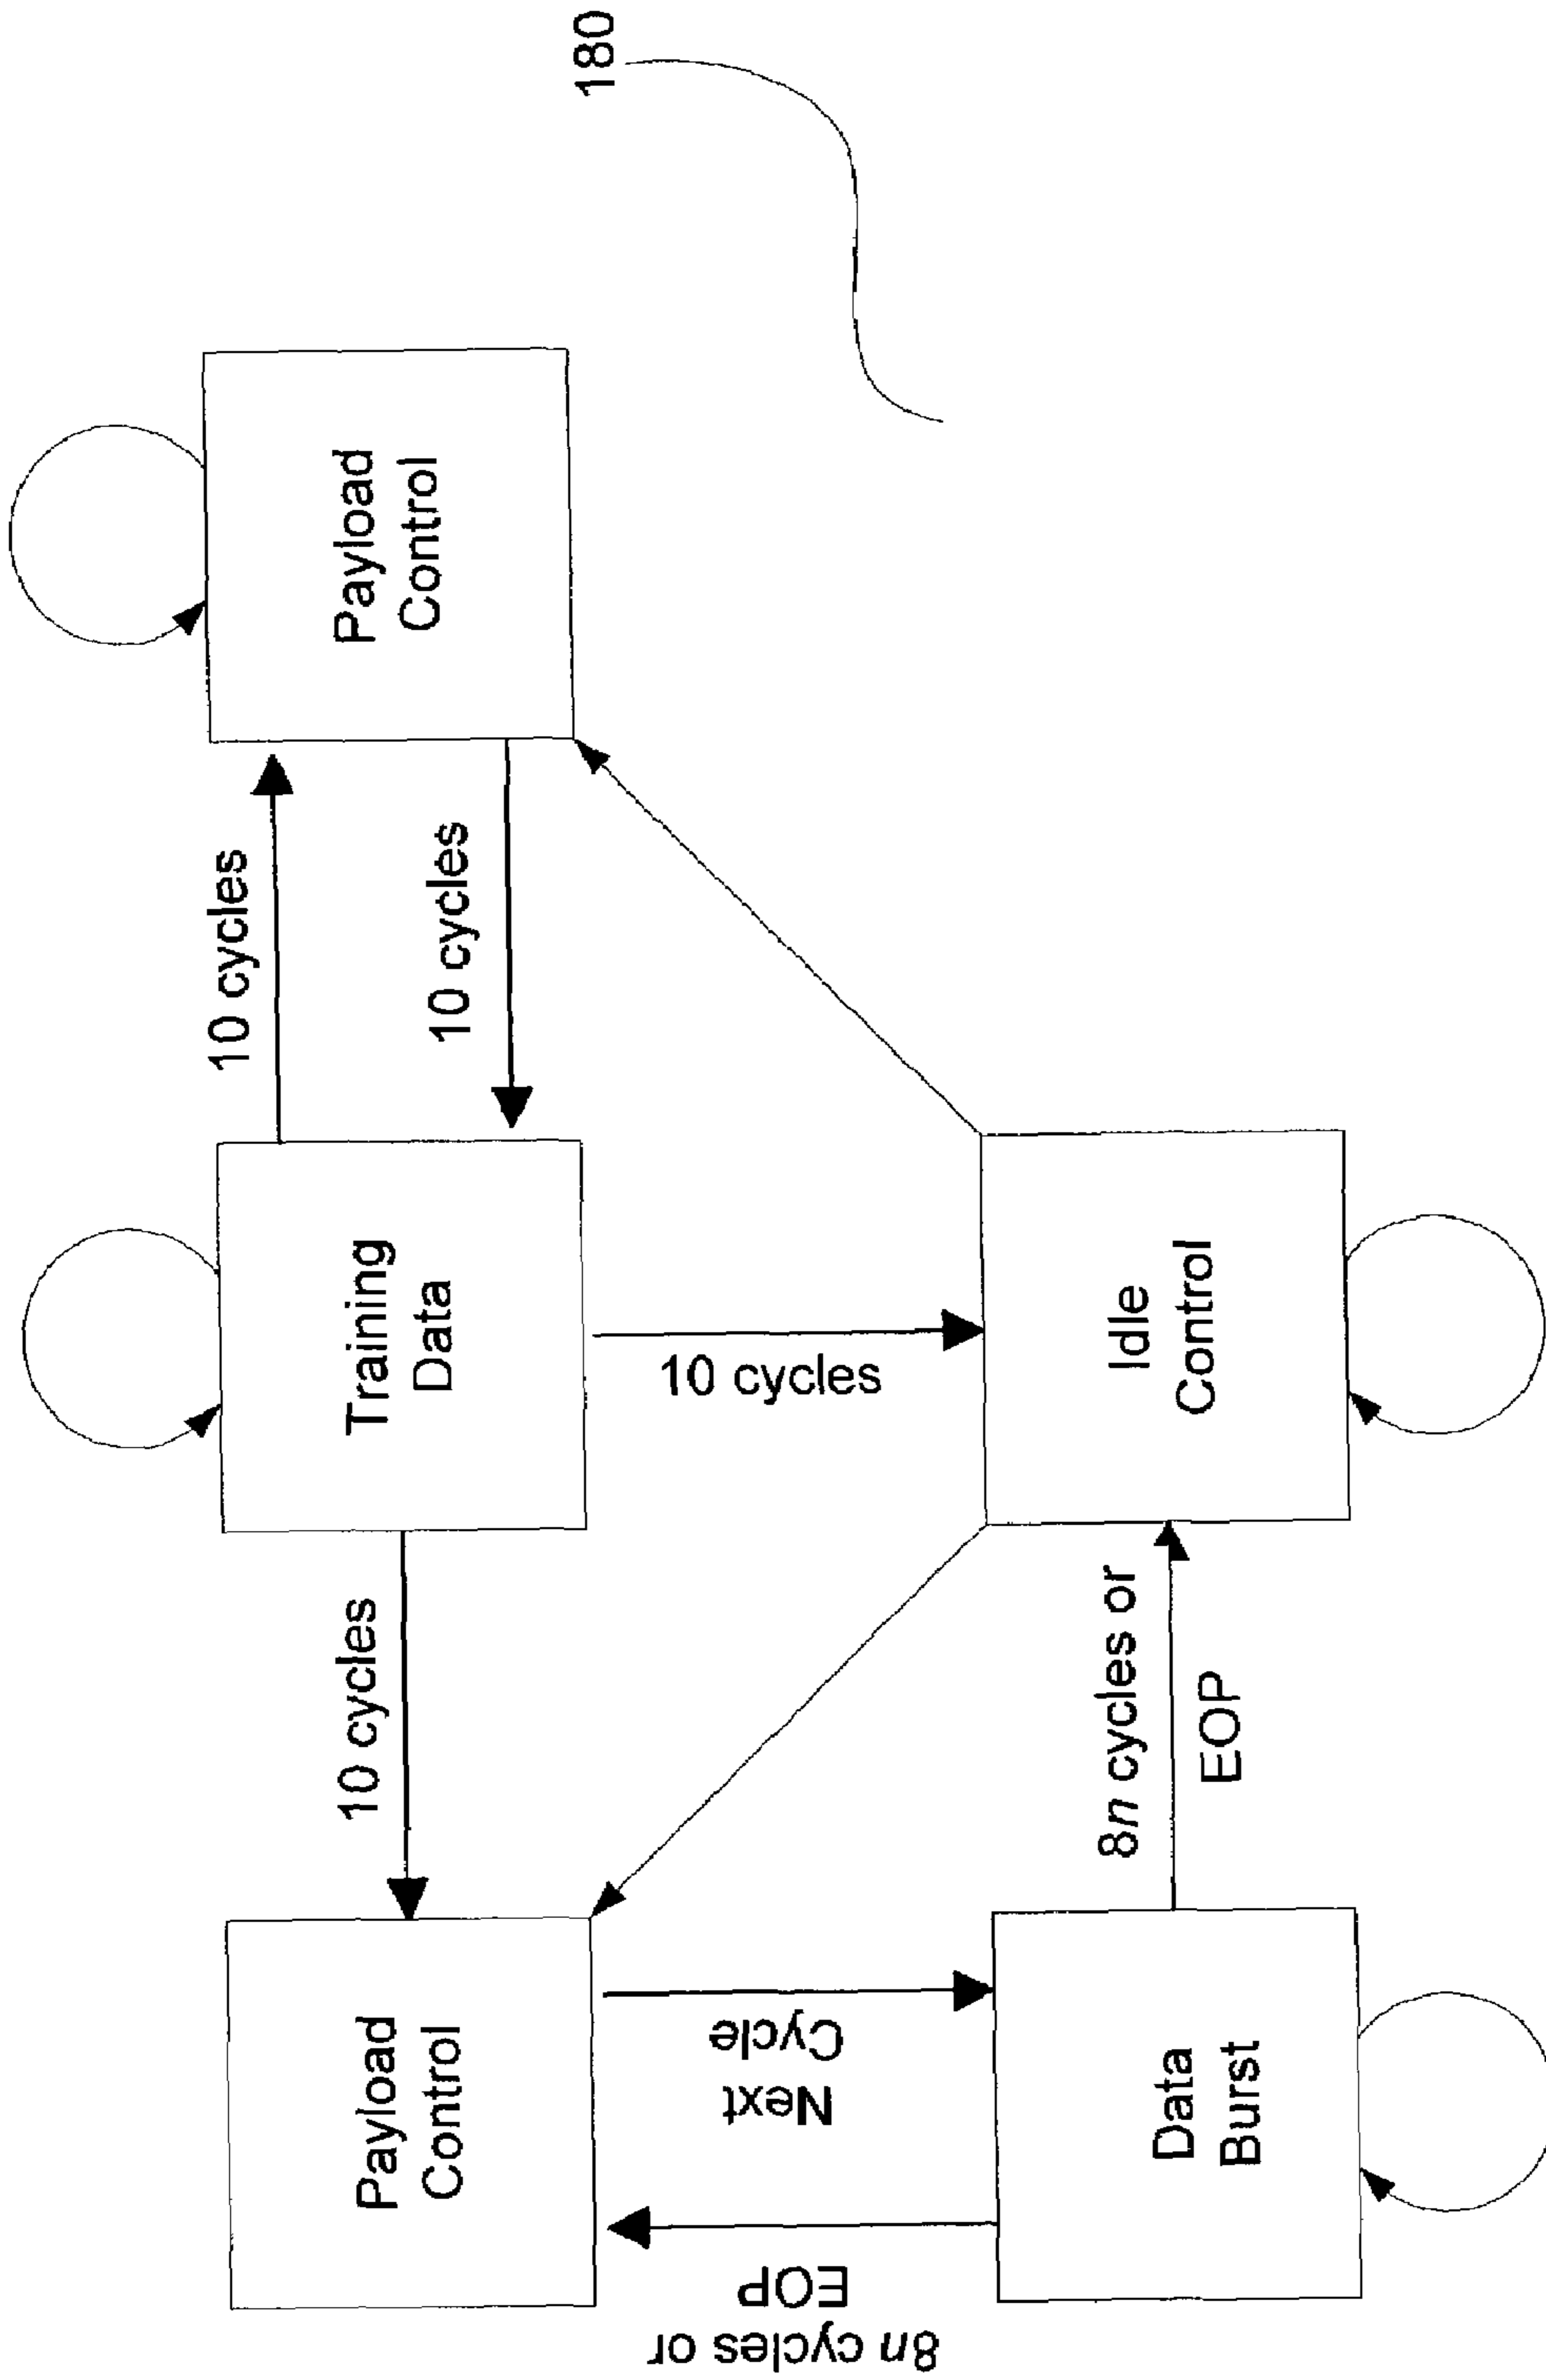 Payload
Control
10 cycles
Training
Data
10 cycles
10 cycles
Payload
Control
8n cycles or
EOP
Next
Cycle
10 cycles
Data
Burst
8n cycles or
EOP
Idle
Control
180